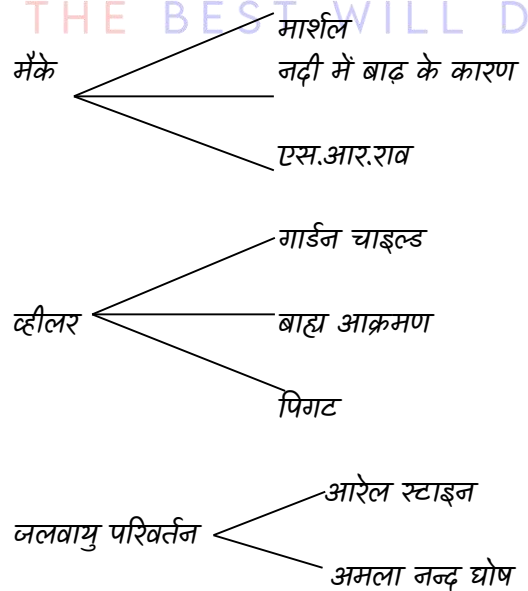 THE BEST WILL D
मार्शल
मैके
नदी में बाढ़ के कारण
एस.आर.राव
गार्डन चाइल्ड
व्हीलर
बाह्य आक्रमण
पिगट
आरेल स्टाइन
जलवायु परिवर्तन
अमला नन्द घोष